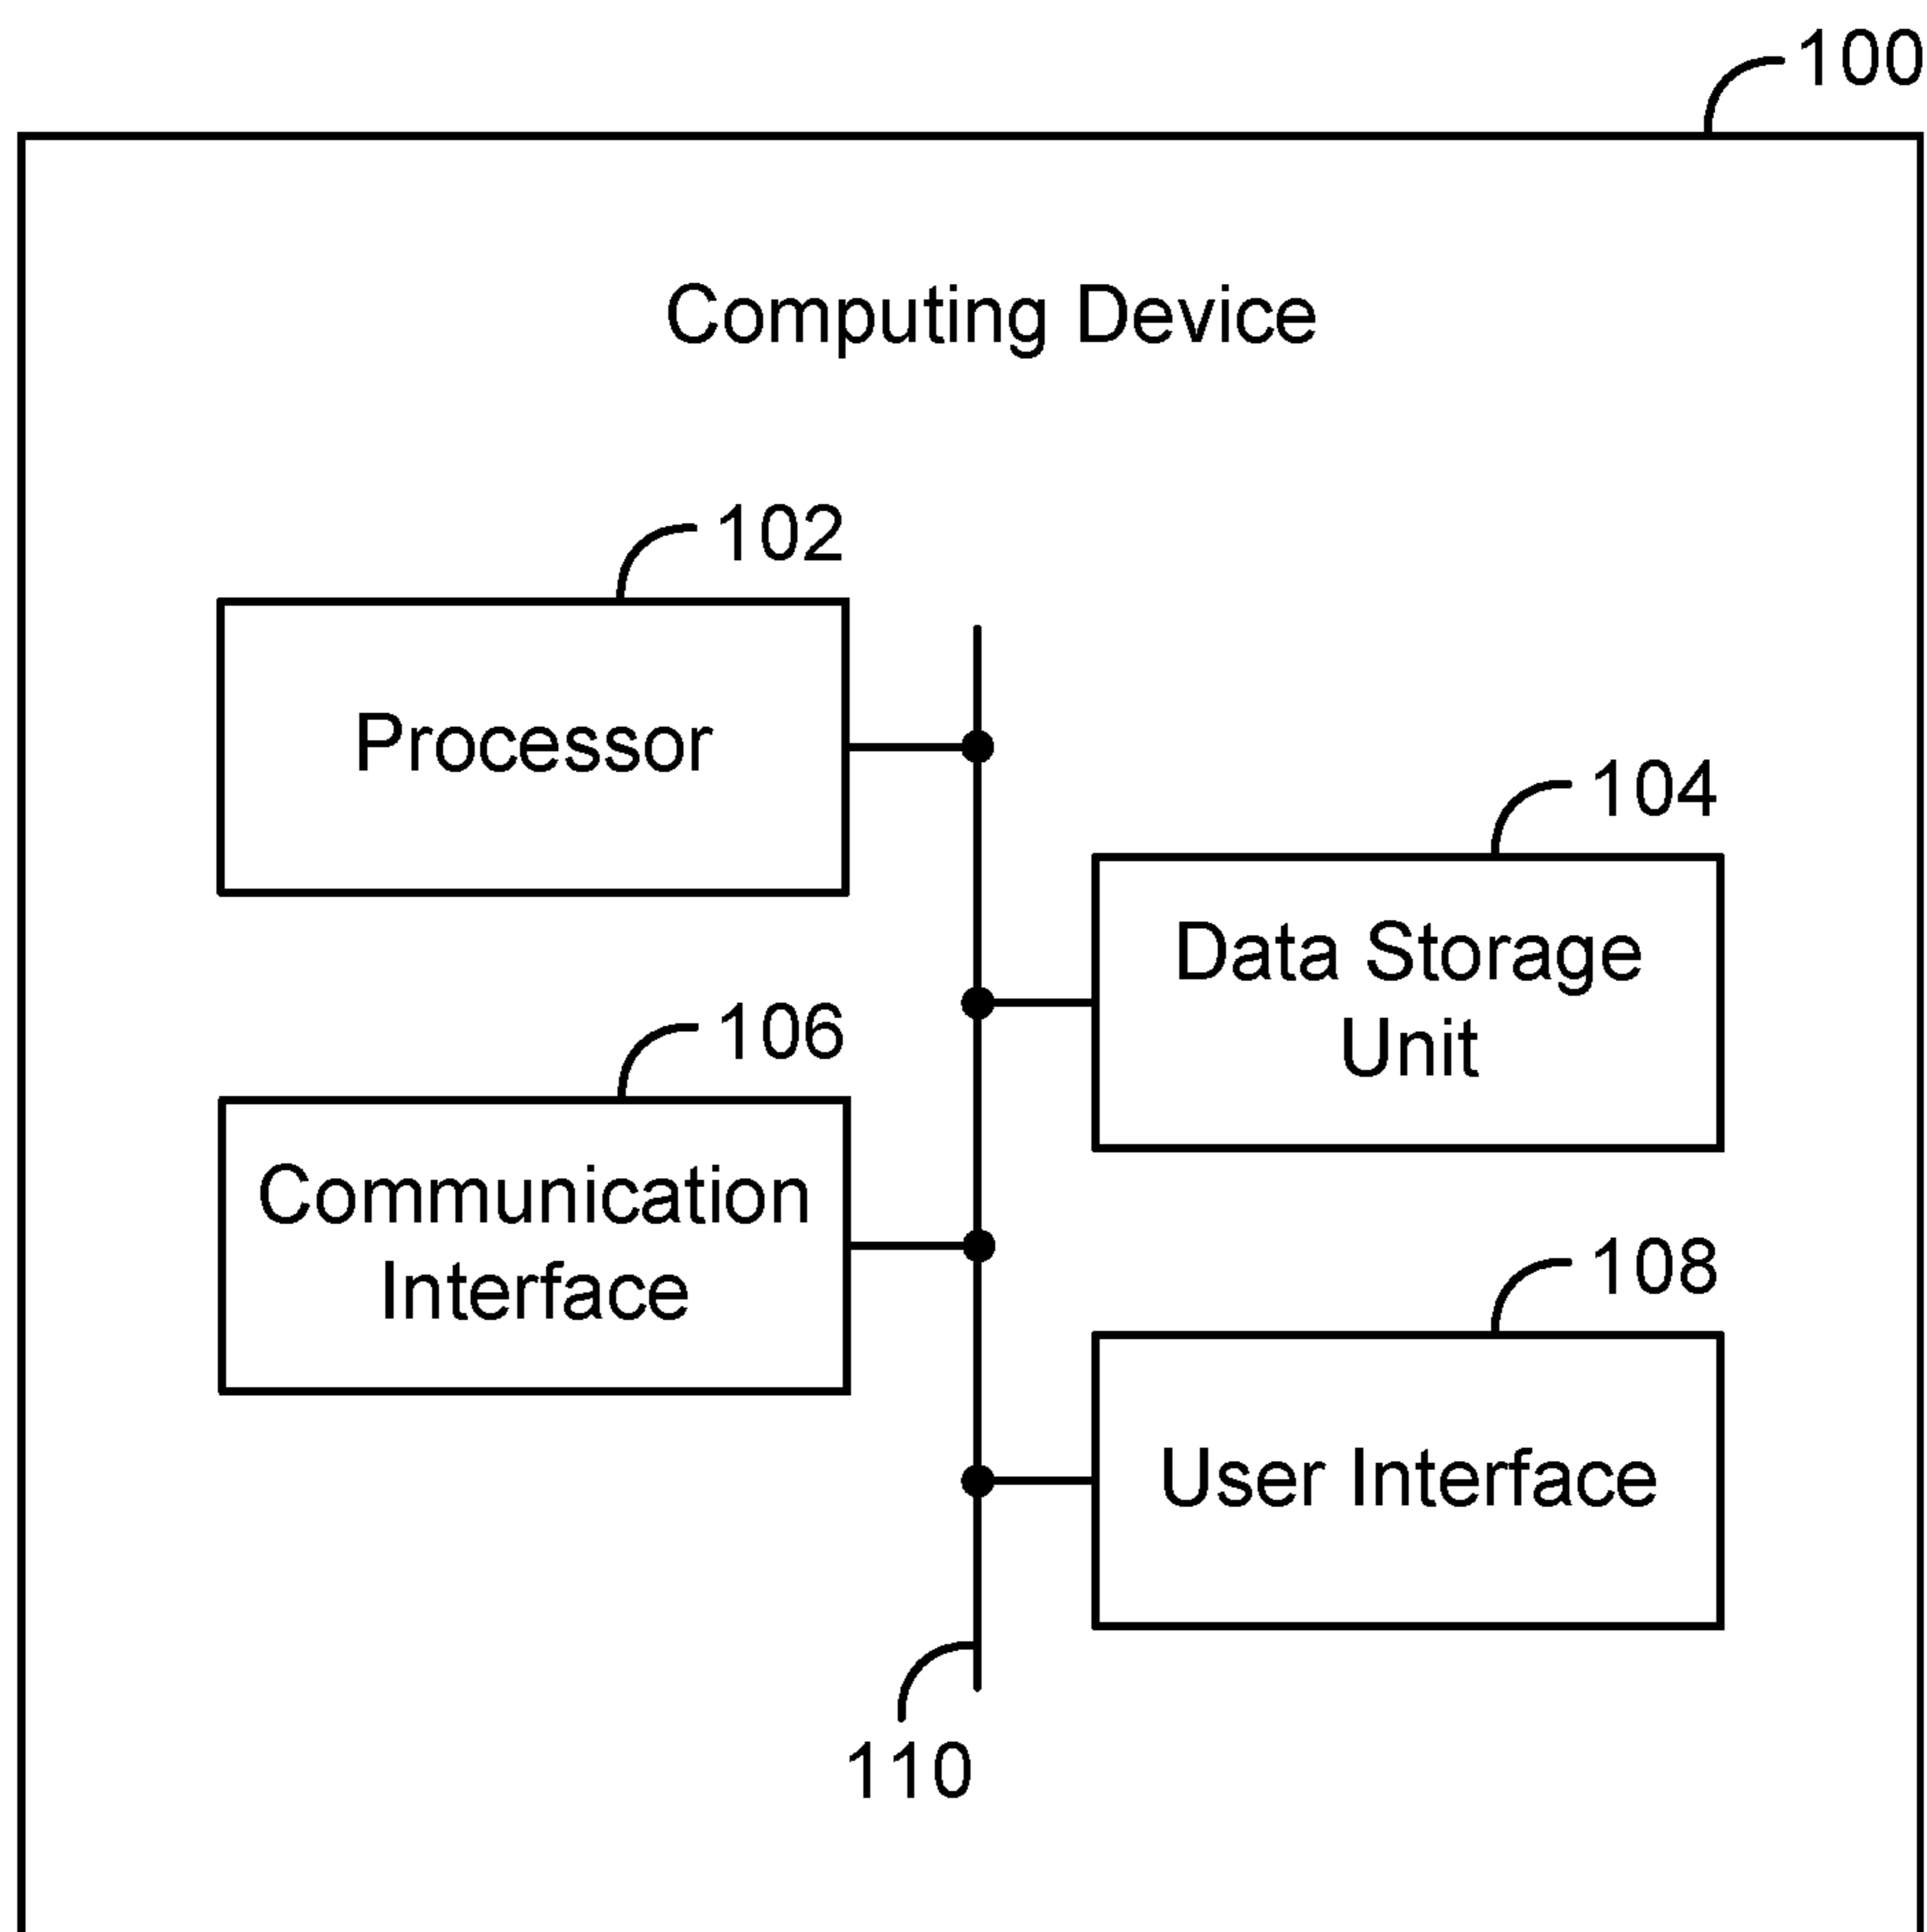 100
Computing Device
102
Processor
104
Data Storage
Unit
106
Communication
Interface
108
User Interface
110